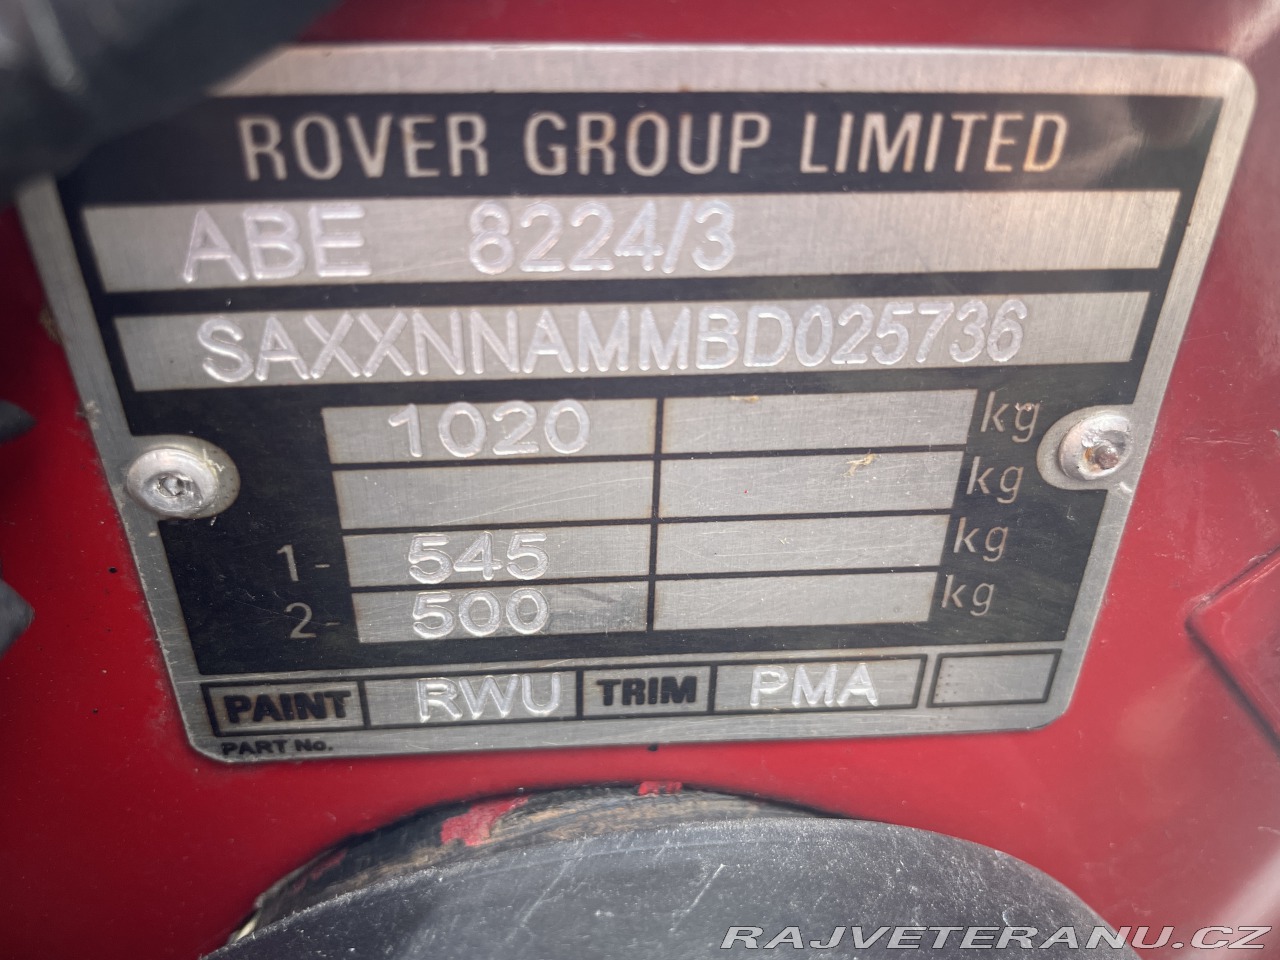 ROVER GROUP LIMITED
ABE 8224/3
SAXXNNAMMBD025736
1020 kg
kg
1- 545 kg
2- 500 kg
PAINT RWU TRIM PMA
PART No.
RAJVETERANU.CZ